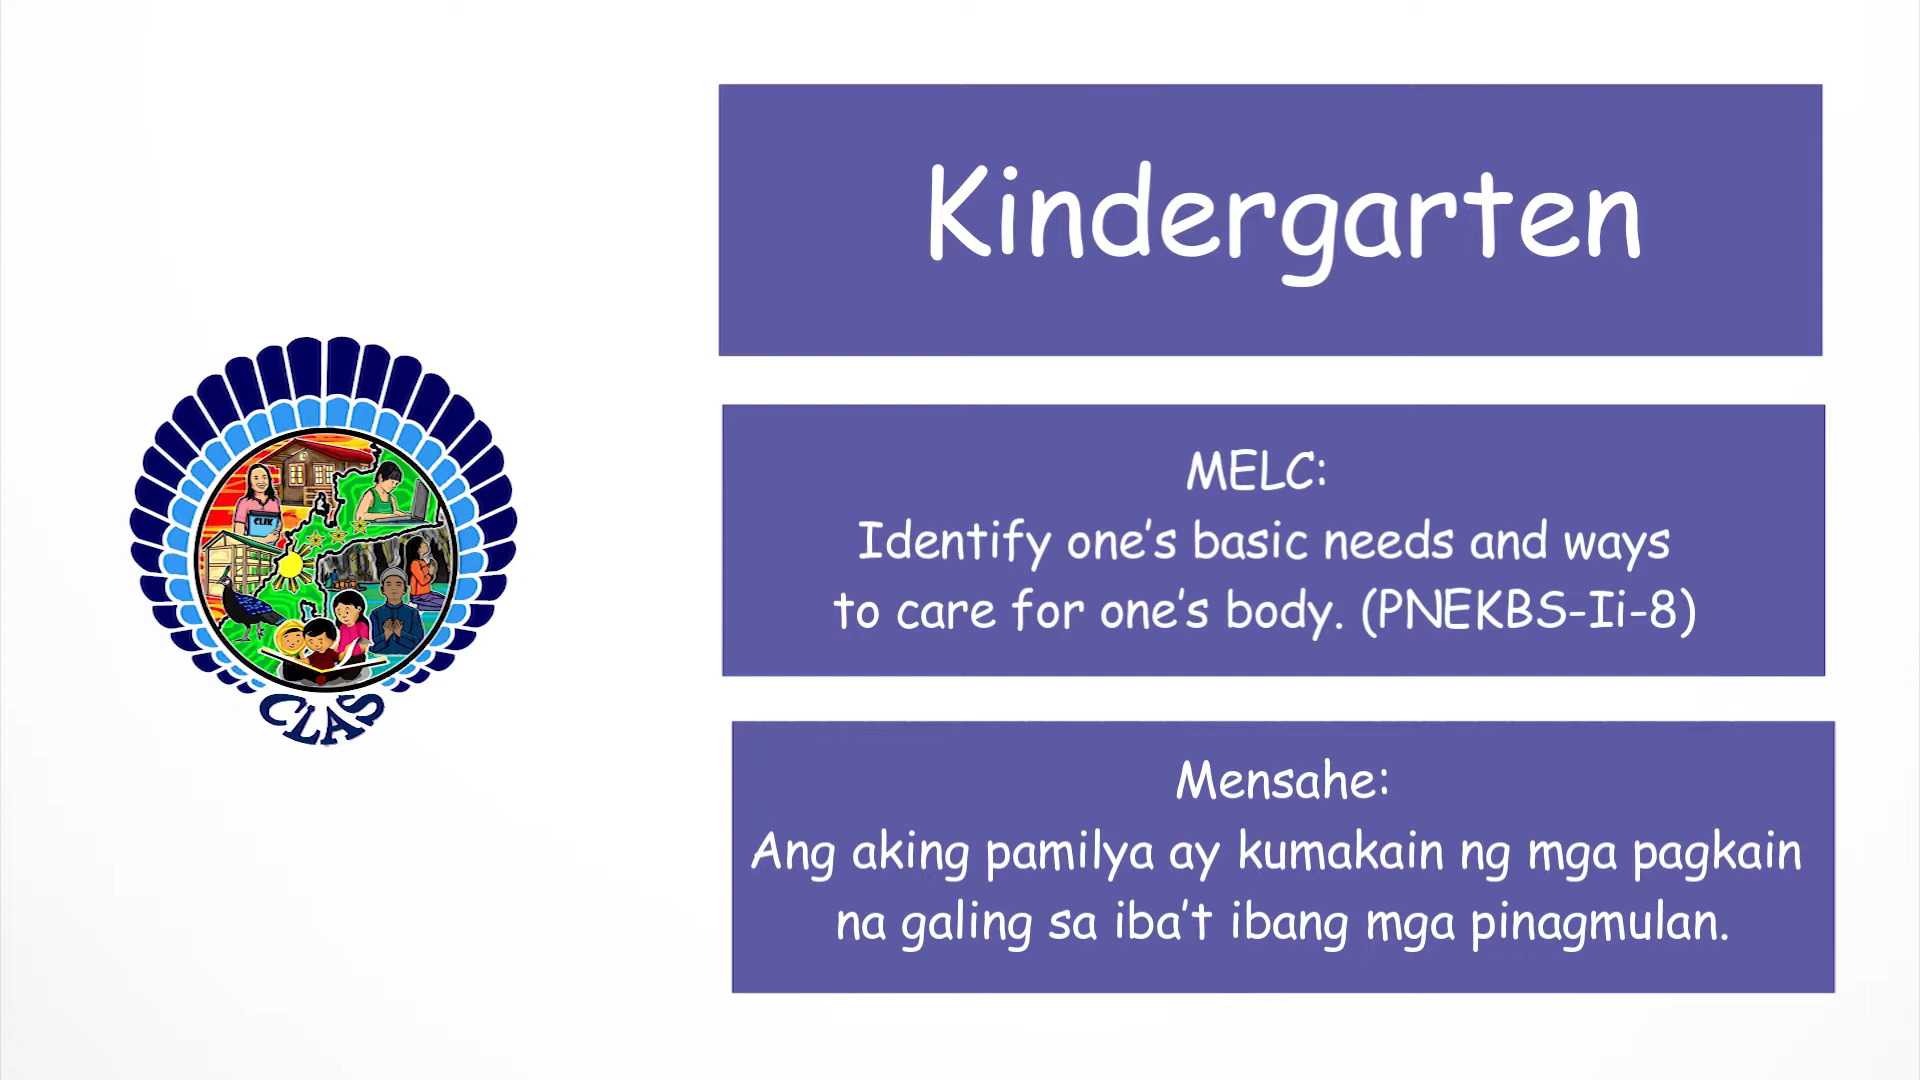 Kindergarten
MELC:
Identify one's basic needs and ways
to care for one's body. (PNEKBS-Ii-8)
Mensahe:
Ang aking pamilya ay kumakain ng mga pagkain
na galing sa iba't ibang mga pinagmulan.
CLIK
CLAS